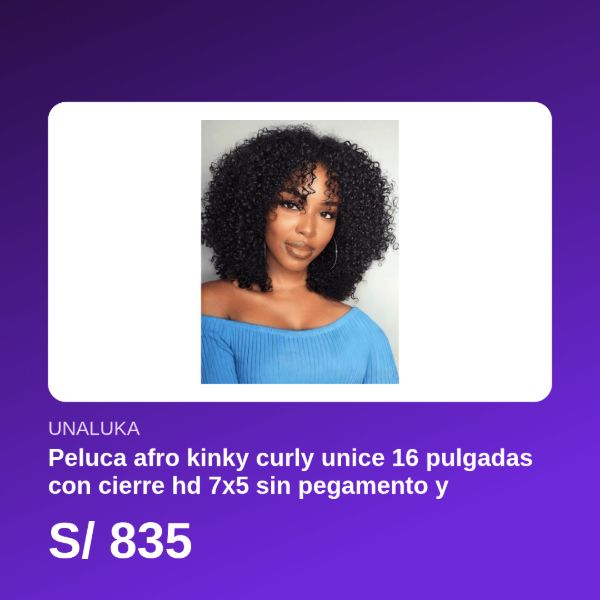 UNALUKA
Peluca afro kinky curly unice 16 pulgadas
con cierre hd 7x5 sin pegamento y
S/ 835